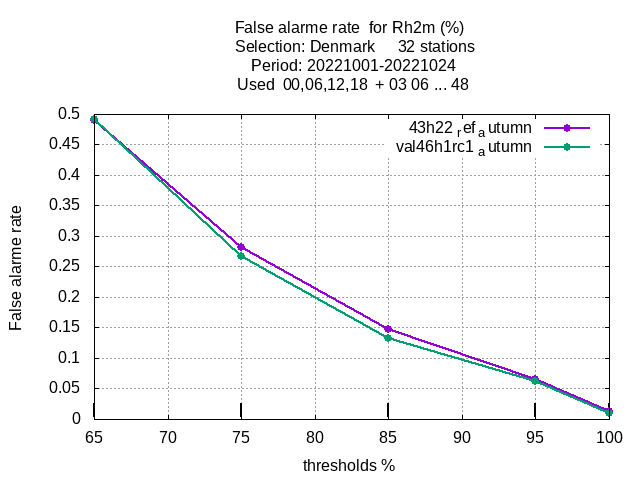 False alarme rate  for Rh2m (%)
Selection: Denmark     32 stations
Period: 20221001-20221024
Used  00,06,12,18  + 03 06 ... 48
43h22 refautumn
val46h1rc1 autumn
0.5
0.45
0.4
0.35
0.3
0.25
0.2
0.15
0.1
0.05
0
False alarme rate
65 70 75 80 85 90 95 100
thresholds %